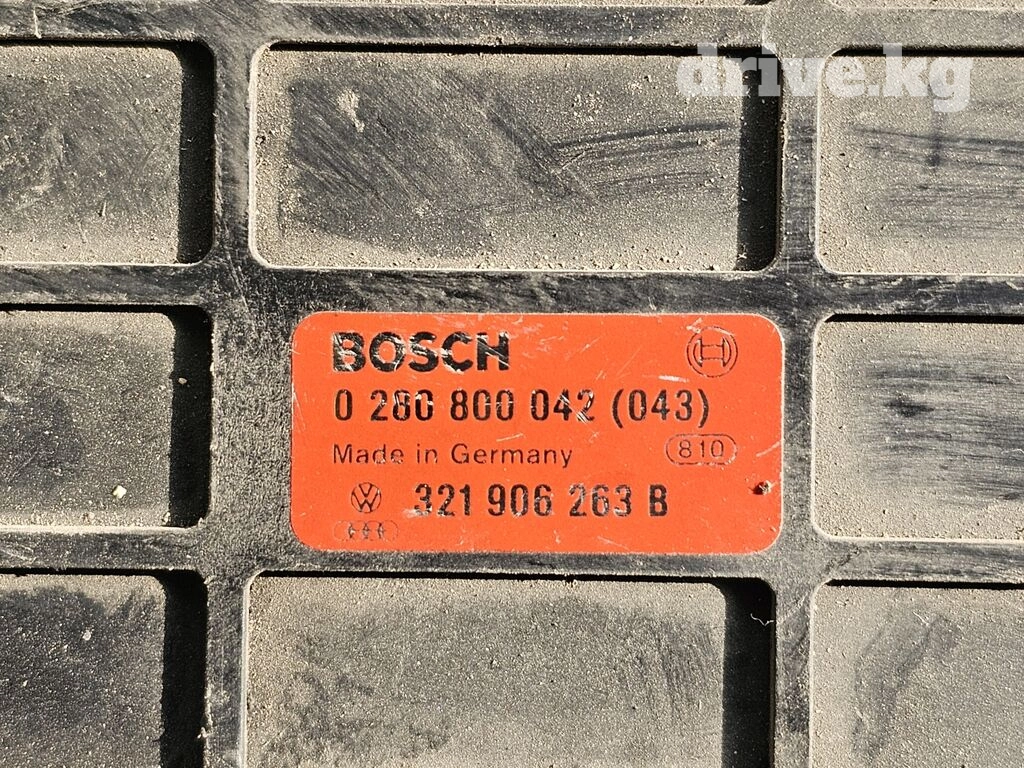 drive.kg
BOSCH
0 280 800 042 (043)
Made in Germany 810
321 906 263 B